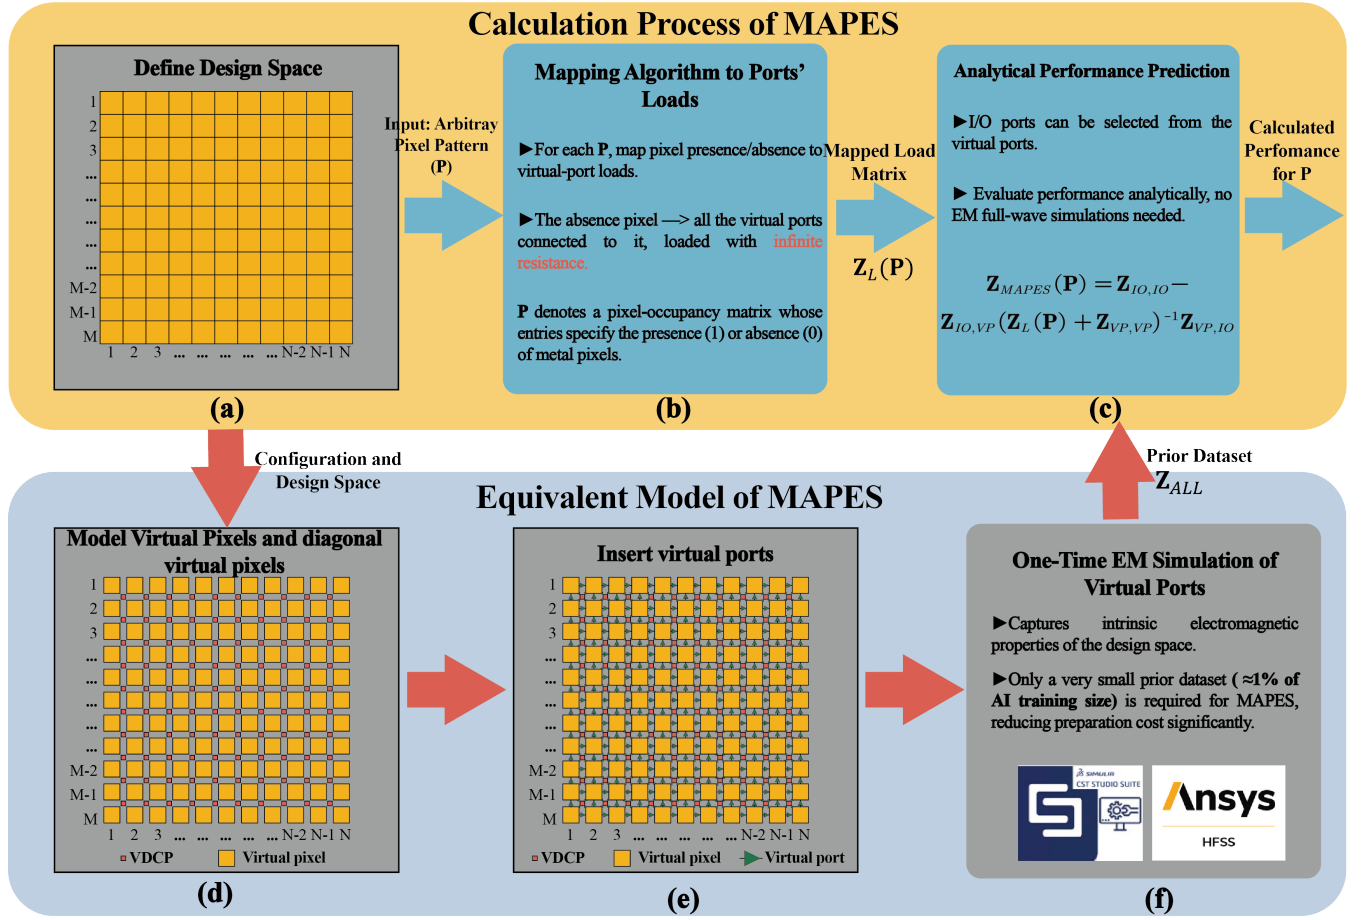 Calculation Process of MAPES
Define Design Space
1
2
3
...
...
...
...
...
M-2
M-1
M
1 2 3 ... ... ... ... ... N-2 N-1 N
(a)
Input: Arbitray
Pixel Pattern
(P)
Mapping Algorithm to Ports’
Loads
►For each P, map pixel presence/absence to
virtual-port loads.
►The absence pixel —> all the virtual ports
connected to it, loaded with infinite
resistance.
P denotes a pixel-occupancy matrix whose
entries specify the presence (1) or absence (0)
of metal pixels.
(b)
Mapped Load
Matrix
Z_L(P)
Analytical Performance Prediction
►I/O ports can be selected from the
virtual ports.
► Evaluate performance analytically, no
EM full-wave simulations needed.
Z_MAPES(P) = Z_IO,IO −
Z_IO,VP(Z_L(P) + Z_VP,VP)^−1 Z_VP,IO
(c)
Calculated
Perfomance
for P
Configuration and
Design Space
Prior Dataset
Z_ALL
Equivalent Model of MAPES
Model Virtual Pixels and diagonal
virtual pixels
1
2
3
...
...
...
...
...
M-2
M-1
M
1 2 3 ... ... ... ... ... N-2 N-1 N
VDCP Virtual pixel
(d)
Insert virtual ports
1
2
3
...
...
...
...
...
M-2
M-1
M
1 2 3 ... ... ... ... ... N-2 N-1 N
VDCP Virtual pixel Virtual port
(e)
One-Time EM Simulation of
Virtual Ports
►Captures intrinsic electromagnetic
properties of the design space.
►Only a very small prior dataset ( ≈1% of
AI training size) is required for MAPES,
reducing preparation cost significantly.
SIMULIA
CST STUDIO SUITE
Ansys
HFSS
(f)